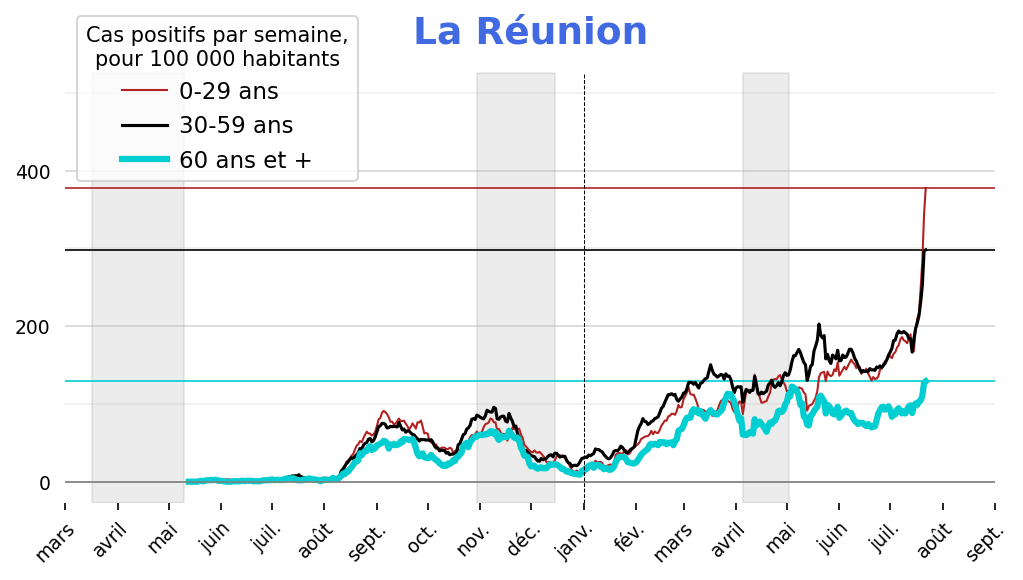 La Réunion
Cas positifs par semaine,
pour 100 000 habitants
0-29 ans
30-59 ans
60 ans et +
400
200
0
mars
avril
mai
juin
juil.
août
sept.
oct.
nov.
déc.
janv.
fév.
mars
avril
mai
juin
juil.
août
sept.